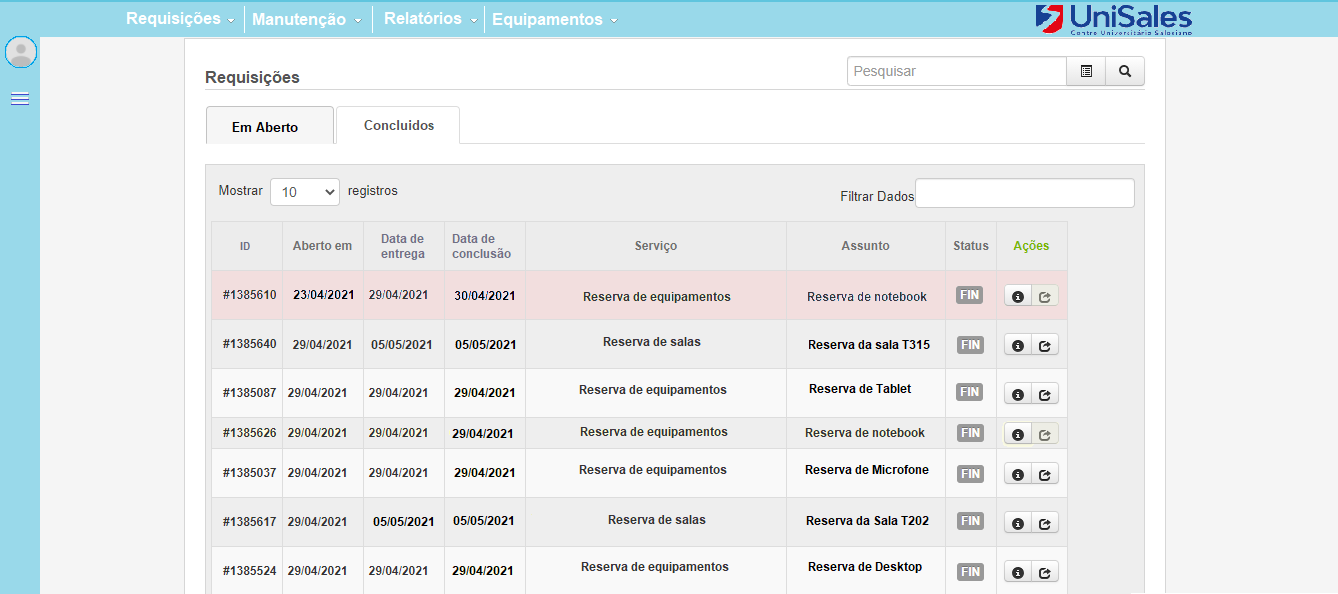 Requisições Manutenção Relatórios Equipamentos UniSales
Centro Universitário Salesiano
Requisições Pesquisar
Em Aberto Concluidos
Mostrar 10 registros Filtrar Dados
ID Aberto em Data de entrega Data de conclusão Serviço Assunto Status Ações
#1385610 23/04/2021 29/04/2021 30/04/2021 Reserva de equipamentos Reserva de notebook FIN
#1385640 29/04/2021 05/05/2021 05/05/2021 Reserva de salas Reserva da sala T315 FIN
#1385087 29/04/2021 29/04/2021 29/04/2021 Reserva de equipamentos Reserva de Tablet FIN
#1385626 29/04/2021 29/04/2021 29/04/2021 Reserva de equipamentos Reserva de notebook FIN
#1385037 29/04/2021 29/04/2021 29/04/2021 Reserva de equipamentos Reserva de Microfone FIN
#1385617 29/04/2021 05/05/2021 05/05/2021 Reserva de salas Reserva da Sala T202 FIN
#1385524 29/04/2021 29/04/2021 29/04/2021 Reserva de equipamentos Reserva de Desktop FIN